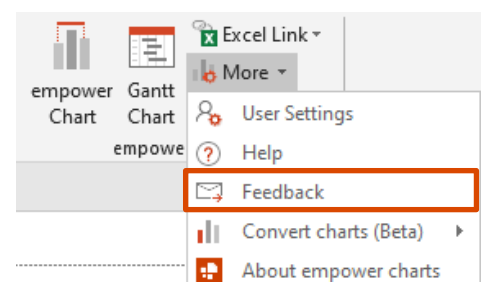 Excel Link
More
empower
Chart
Gantt
Chart
empowe
User Settings
Help
Feedback
Convert charts (Beta)
About empower charts